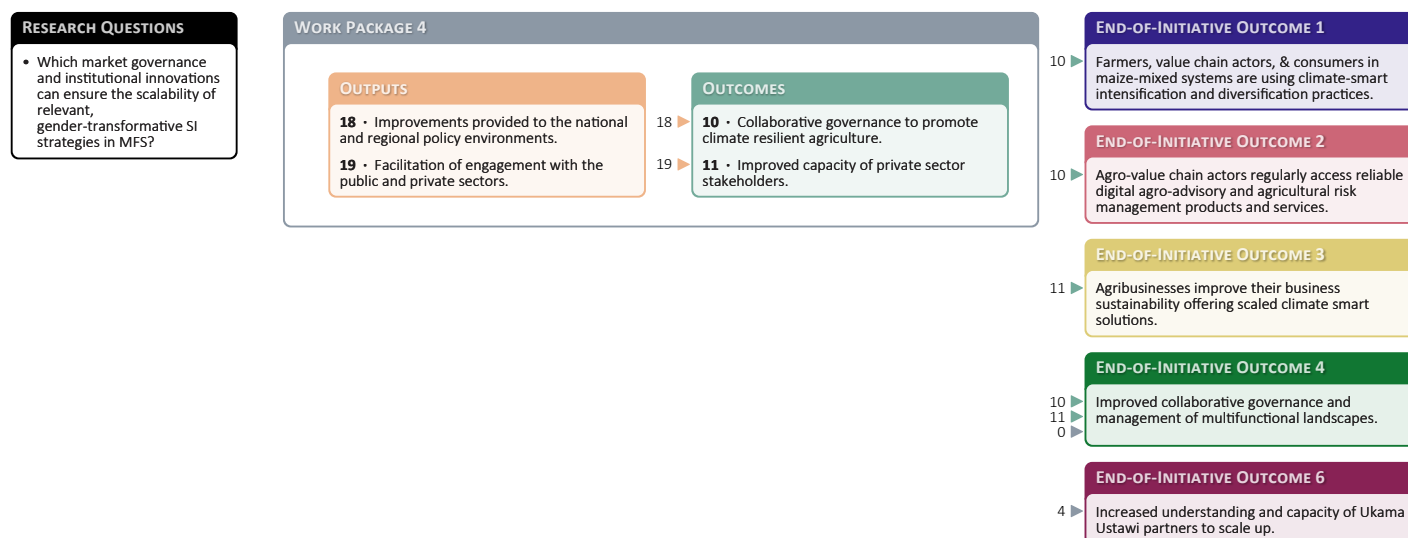 RESEARCH QUESTIONS
• Which market governance
and institutional innovations
can ensure the scalability of
relevant,
gender-transformative SI
strategies in MFS?
WORK PACKAGE 4
OUTPUTS
18 · Improvements provided to the national
and regional policy environments.
19 · Facilitation of engagement with the
public and private sectors.
18
19
OUTCOMES
10 · Collaborative governance to promote
climate resilient agriculture.
11 · Improved capacity of private sector
stakeholders.
END-OF-INITIATIVE OUTCOME 1
10
Farmers, value chain actors, & consumers in
maize-mixed systems are using climate-smart
intensification and diversification practices.
END-OF-INITIATIVE OUTCOME 2
10
Agro-value chain actors regularly access reliable
digital agro-advisory and agricultural risk
management products and services.
END-OF-INITIATIVE OUTCOME 3
11
Agribusinesses improve their business
sustainability offering scaled climate smart
solutions.
END-OF-INITIATIVE OUTCOME 4
10
11
0
Improved collaborative governance and
management of multifunctional landscapes.
END-OF-INITIATIVE OUTCOME 6
4
Increased understanding and capacity of Ukama
Ustawi partners to scale up.